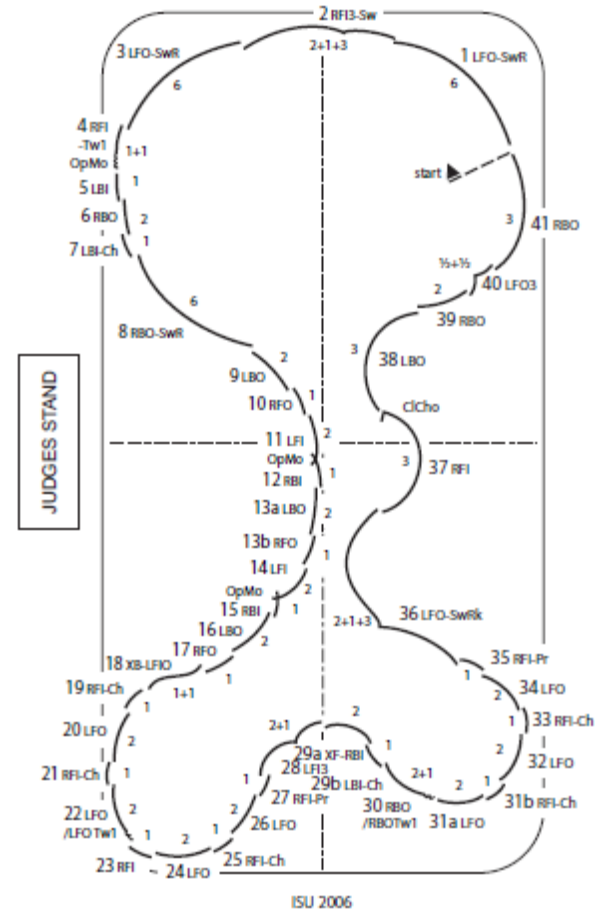 2 RFI3-Sw
2+1+3
3 LFO-SwR
6
1 LFO-SwR
6
4 RFI
-Tw1
OpMo
1+1
5 LBI
1
6 RBO
2
7 LBI-Ch
1
start
3
41 RBO
½+½
40 LFO3
2
39 RBO
8 RBO-SwR
6
3
38 LBO
9 LBO
2
10 RFO
1
ClCho
11 LFI
2
OpMo
12 RBI
1
3
37 RFI
13a LBO
2
13b RFO
1
14 LFI
OpMo
2
15 RBI
1
16 LBO
2
17 RFO
1
18 XB-LFIO
1+1
19 RFI-Ch
1
2+1+3
36 LFO-SwRk
35 RFI-Pr
1
34 LFO
2
33 RFI-Ch
1
32 LFO
2
31b RFI-Ch
1
31a LFO
2
30 RBO
/RBOTw1
2+1
29b LBI-Ch
1
29a XF-RBI
2
28 LFI3
2+1
27 RFI-Pr
1
26 LFO
2
25 RFI-Ch
1
24 LFO
2
23 RFI
1
22 LFO
/LFO Tw1
2
21 RFI-Ch
1
20 LFO
2
JUDGES STAND
ISU 2006